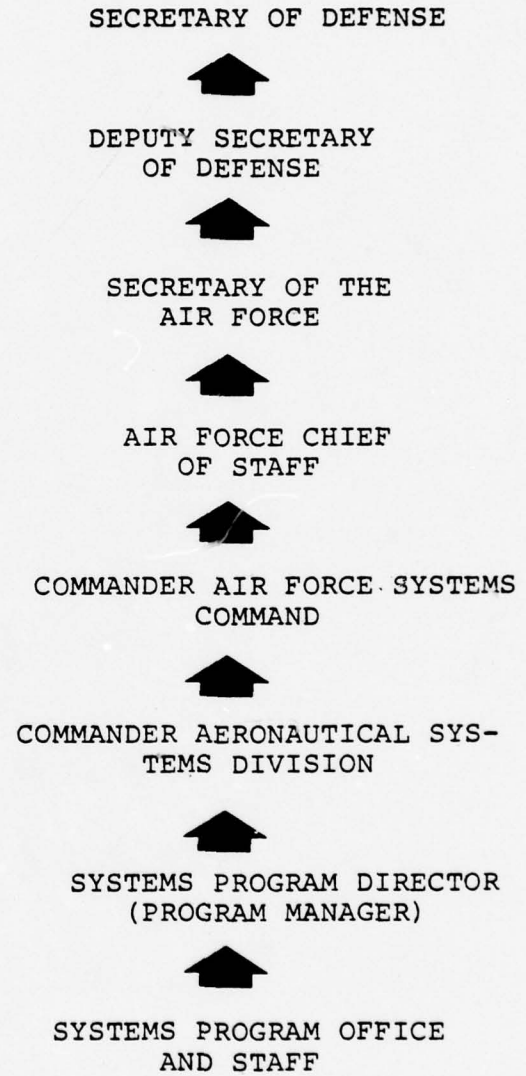 SECRETARY OF DEFENSE
DEPUTY SECRETARY
OF DEFENSE
SECRETARY OF THE
AIR FORCE
AIR FORCE CHIEF
OF STAFF
COMMANDER AIR FORCE SYSTEMS
COMMAND
COMMANDER AERONAUTICAL SYS-
TEMS DIVISION
SYSTEMS PROGRAM DIRECTOR
(PROGRAM MANAGER)
SYSTEMS PROGRAM OFFICE
AND STAFF